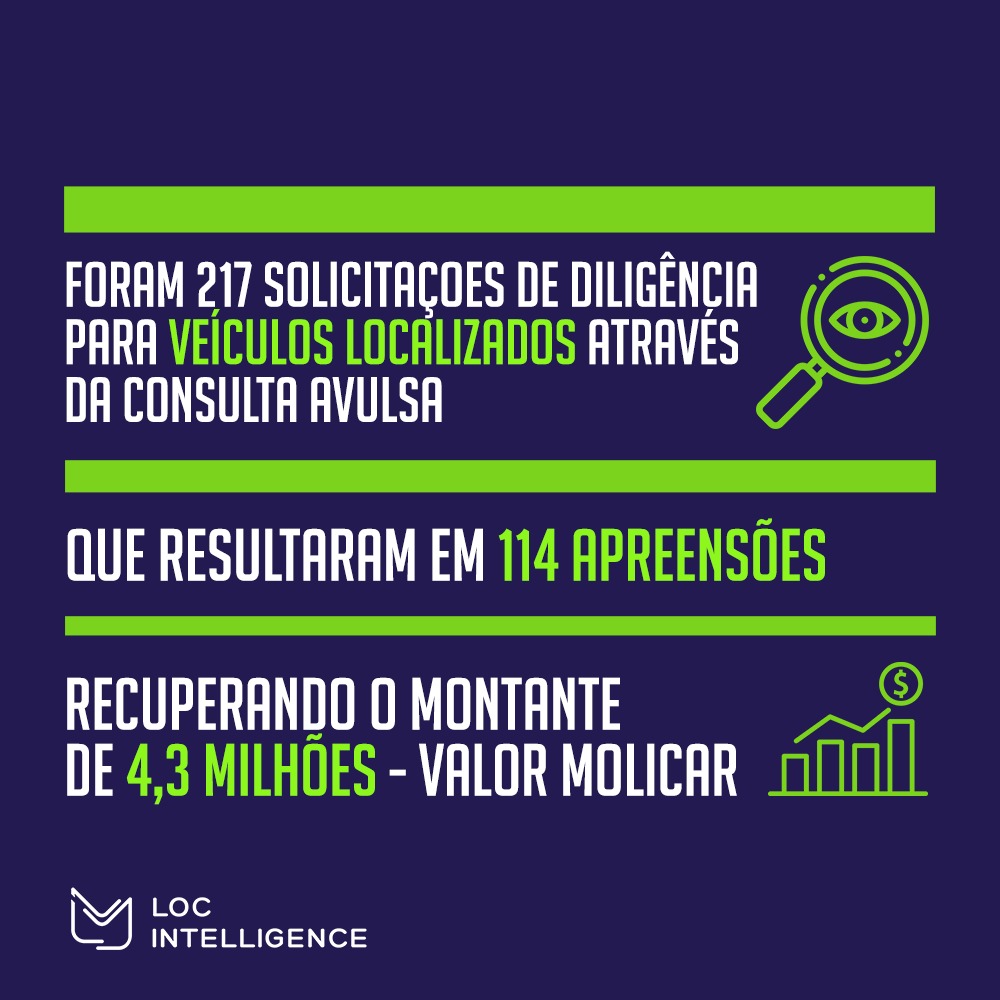 FORAM 217 SOLICITAÇOES DE DILIGÊNCIA
PARA VEÍCULOS LOCALIZADOS ATRAVÉS
DA CONSULTA AVULSA
QUE RESULTARAM EM 114 APREENSÕES
$
RECUPERANDO O MONTANTE
DE 4,3 MILHÕES - VALOR MOLICAR
LOC
INTELLIGENCE